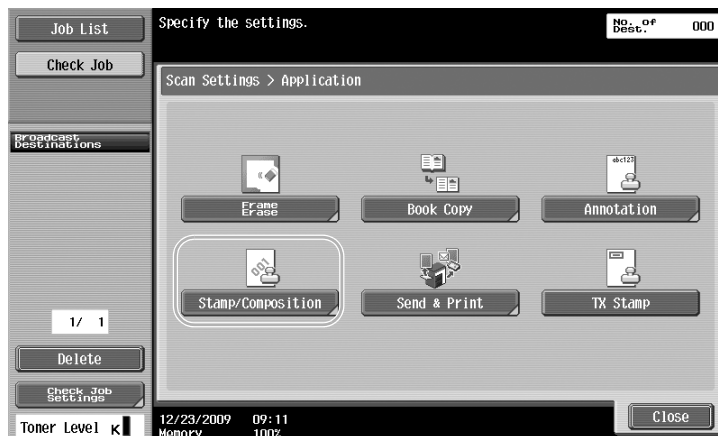 Job List
Check Job
Broadcast
Destinations
1/ 1
Delete
Check Job
Settings
Toner Level K
Specify the settings.
No. of
Dest. 000
Scan Settings > Application
Frame
Erase
Book Copy
abc123
Annotation
001
Stamp/Composition
Send & Print
TX Stamp
Close
12/23/2009 09:11
Memory 100%